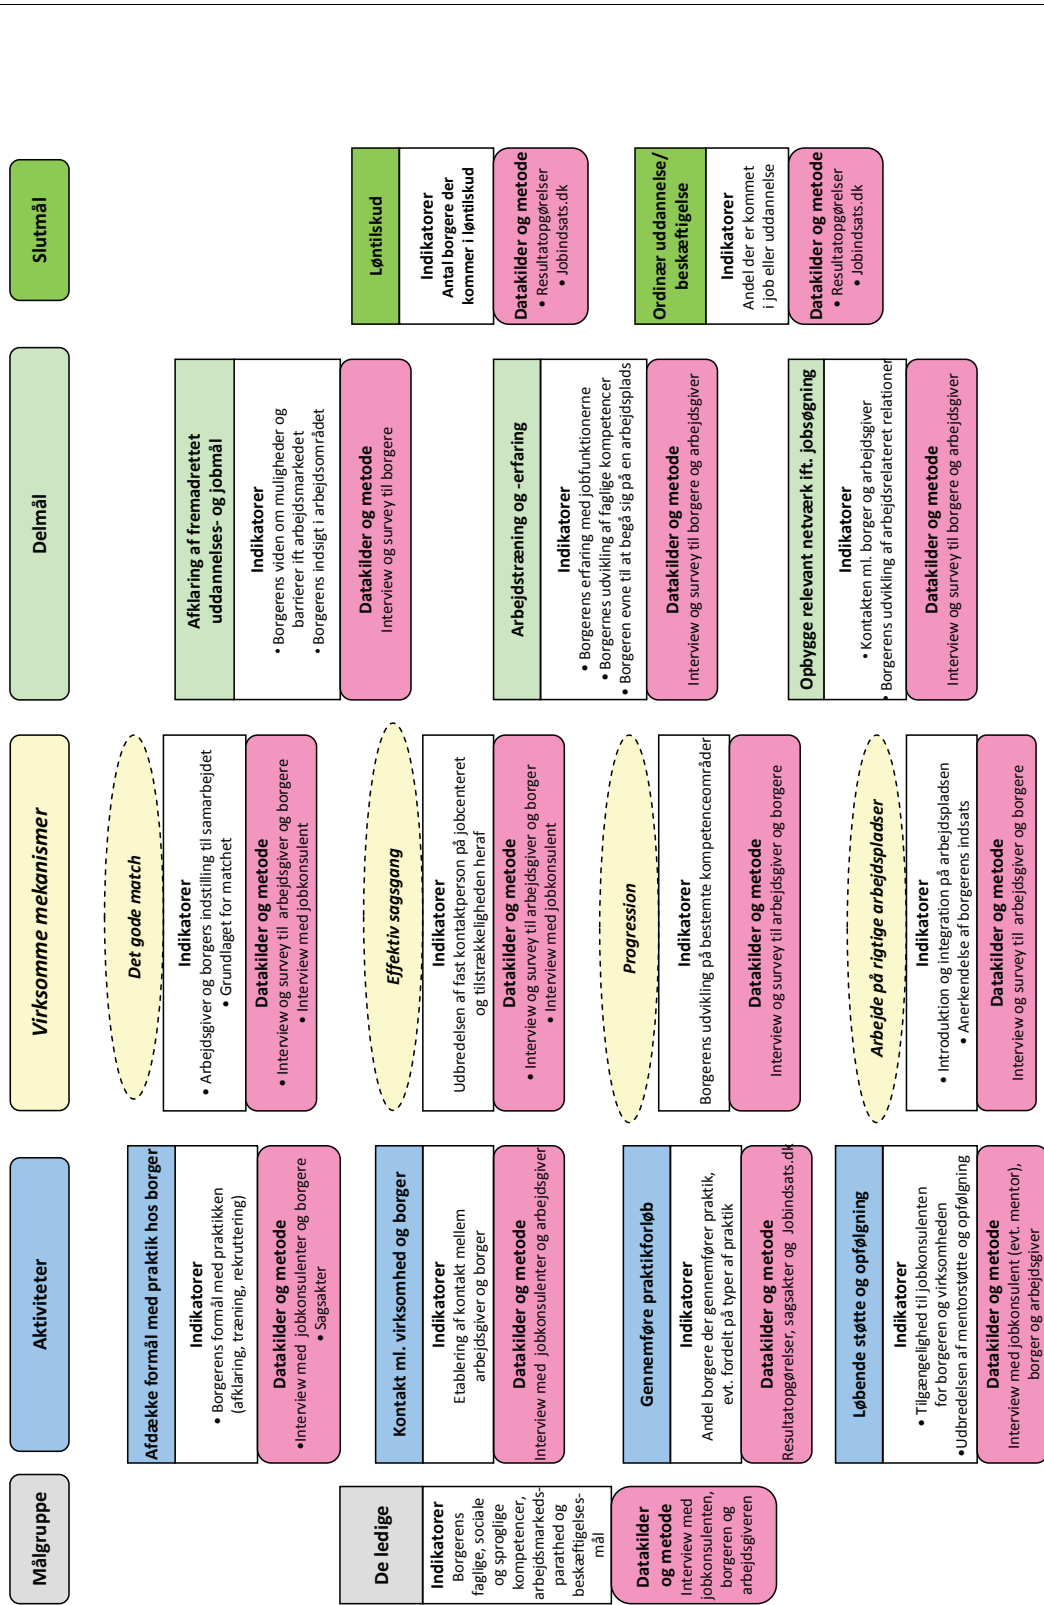 Målgruppe
De ledige
Indikatorer
Borgerens
faglige, sociale
og sproglige
kompetencer,
arbejdsmarkeds-
parathed og
beskæftigelses-
mål
Datakilder
og metode
Interview med
jobkonsulenten,
borgeren og
arbejdsgiveren
Aktiviteter
Afdække formål med praktik hos borger
Indikatorer
• Borgerens formål med praktikken
(afklaring, træning, rekruttering)
Datakilder og metode
•Interview med jobkonsulenter og borgere
• Sagsakter
Kontakt ml. virksomhed og borger
Indikatorer
Etablering af kontakt mellem
arbejdsgiver og borger
Datakilder og metode
Interview med jobkonsulenter og arbejdsgiver
Gennemføre praktikforløb
Indikatorer
Andel borgere der gennemfører praktik,
evt. fordelt på typer af praktik
Datakilder og metode
Resultatopgørelser, sagsakter og Jobindsats.dk
Løbende støtte og opfølgning
Indikatorer
• Tilgængelighed til jobkonsulenten
for borgeren og virksomheden
•Udbredelsen af mentorstøtte og opfølgning
Datakilder og metode
Interview med jobkonsulent (evt. mentor),
borger og arbejdsgiver
Virksomme mekanismer
Det gode match
Indikatorer
• Arbejdsgiver og borgers indstilling til samarbejdet
• Grundlaget for matchet
Datakilder og metode
• Interview og survey til arbejdsgiver og borgere
• Interview med jobkonsulent
Effektiv sagsgang
Indikatorer
Udbredelsen af fast kontaktperson på jobcenteret
og tilstrækkeligheden heraf
Datakilder og metode
• Interview og survey til arbejdsgiver og borger
• Interview med jobkonsulent
Progression
Indikatorer
Borgerens udvikling på bestemte kompetenceområder
Datakilder og metode
Interview og survey til arbejdsgiver og borgere
Arbejde på rigtige arbejdspladser
Indikatorer
• Introduktion og integration på arbejdspladsen
• Anerkendelse af borgerens indsats
Datakilder og metode
Interview og survey til arbejdsgiver og borgere
Delmål
Afklaring af fremadrettet
uddannelses- og jobmål
Indikatorer
• Borgerens viden om muligheder og
barrierer ift arbejdsmarkedet
• Borgerens indsigt i arbejdsområdet
Datakilder og metode
Interview og survey til borgere
Arbejdstræning og -erfaring
Indikatorer
• Borgerens erfaring med jobfunktionerne
• Borgernes udvikling af faglige kompetencer
• Borgeren evne til at begå sig på en arbejdsplads
Datakilder og metode
Interview og survey til borgere og arbejdsgiver
Opbygge relevant netværk ift. jobsøgning
Indikatorer
• Kontakten ml. borger og arbejdsgiver
• Borgerens udvikling af arbejdsrelateret relationer
Datakilder og metode
Interview og survey til borgere og arbejdsgiver
Slutmål
Løntilskud
Indikatorer
Antal borgere der
kommer i løntilskud
Datakilder og metode
• Resultatopgørelser
• Jobindsats.dk
Ordinær uddannelse/
beskæftigelse
Indikatorer
Andel der er kommet
i job eller uddannelse
Datakilder og metode
• Resultatopgørelser
• Jobindsats.dk